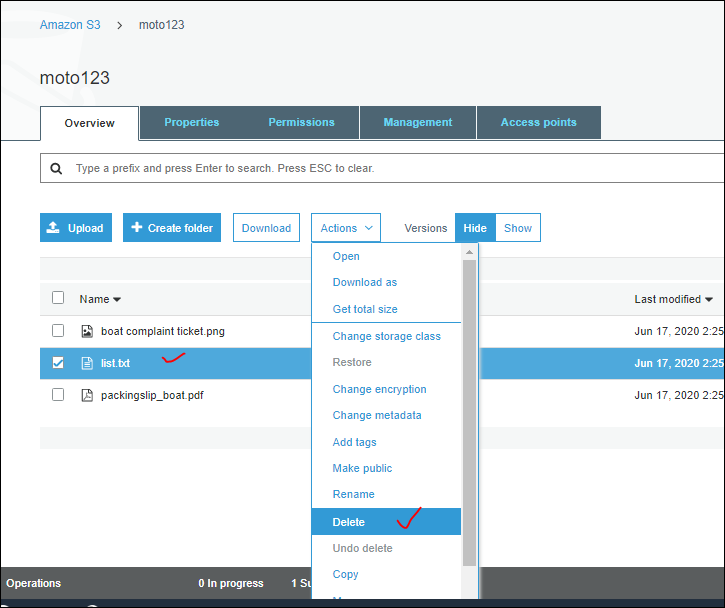 Amazon S3 > moto123
moto123
Overview Properties Permissions Management Access points
Type a prefix and press Enter to search. Press ESC to clear.
Upload Create folder Download Actions Versions Hide Show
Open
Download as
Get total size
Name Last modified
Change storage class
boat complaint ticket.png Jun 17, 2020 2:25
Restore
list.txt Jun 17, 2020 2:25
Change encryption
packingslip_boat.pdf Jun 17, 2020 2:25
Change metadata
Add tags
Make public
Rename
Delete
Undo delete
Copy
Operations 0 In progress 1 Su